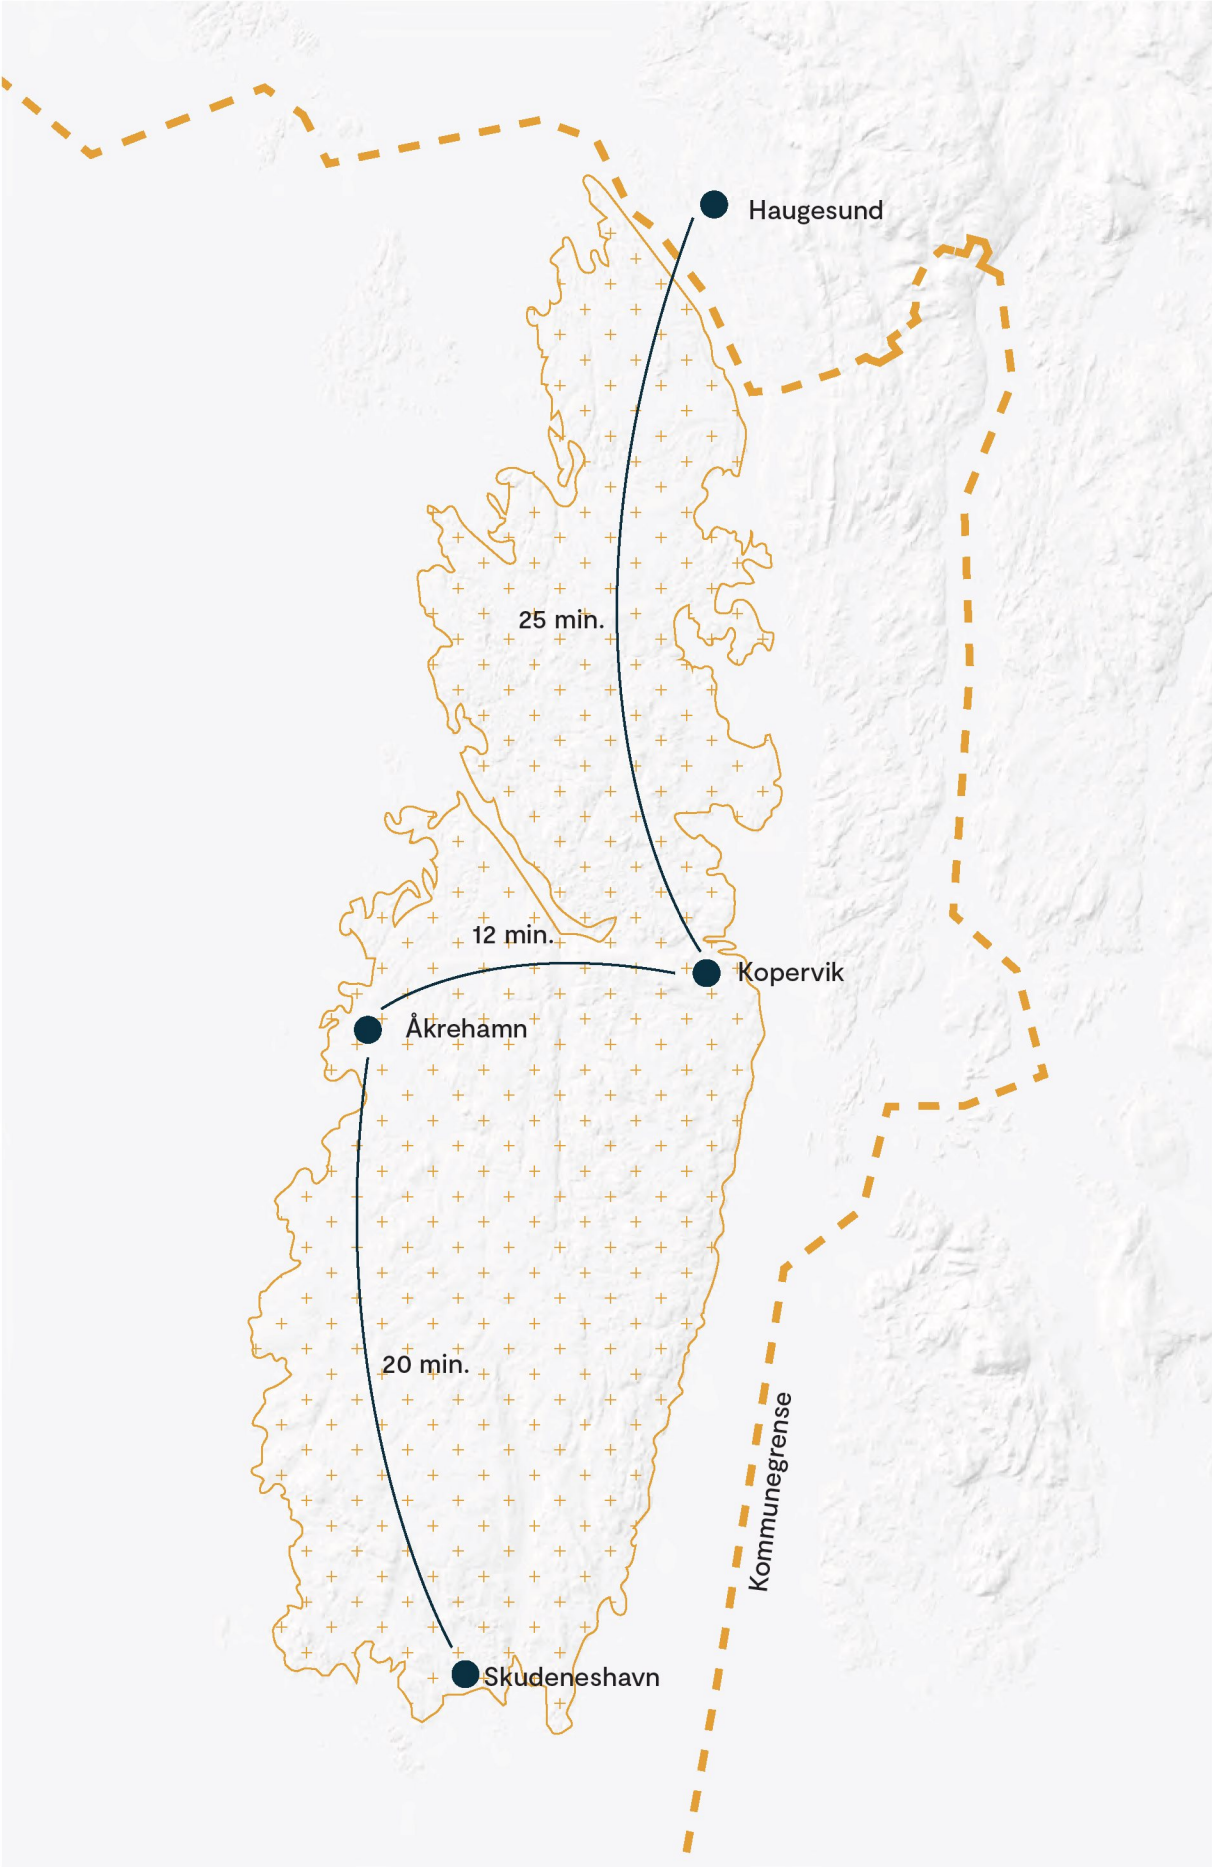 Haugesund
25 min.
12 min.
Kopervik
Åkrehamn
20 min.
Kommunegrense
Skudeneshavn